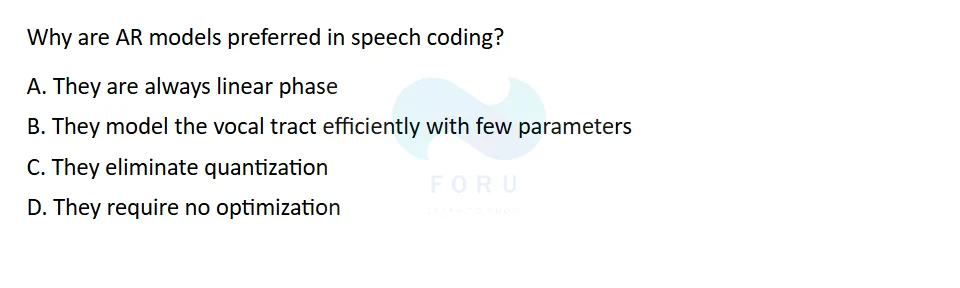 Why are AR models preferred in speech coding?
A. They are always linear phase
B. They model the vocal tract efficiently with few parameters
C. They eliminate quantization
FORU
D. They require no optimization